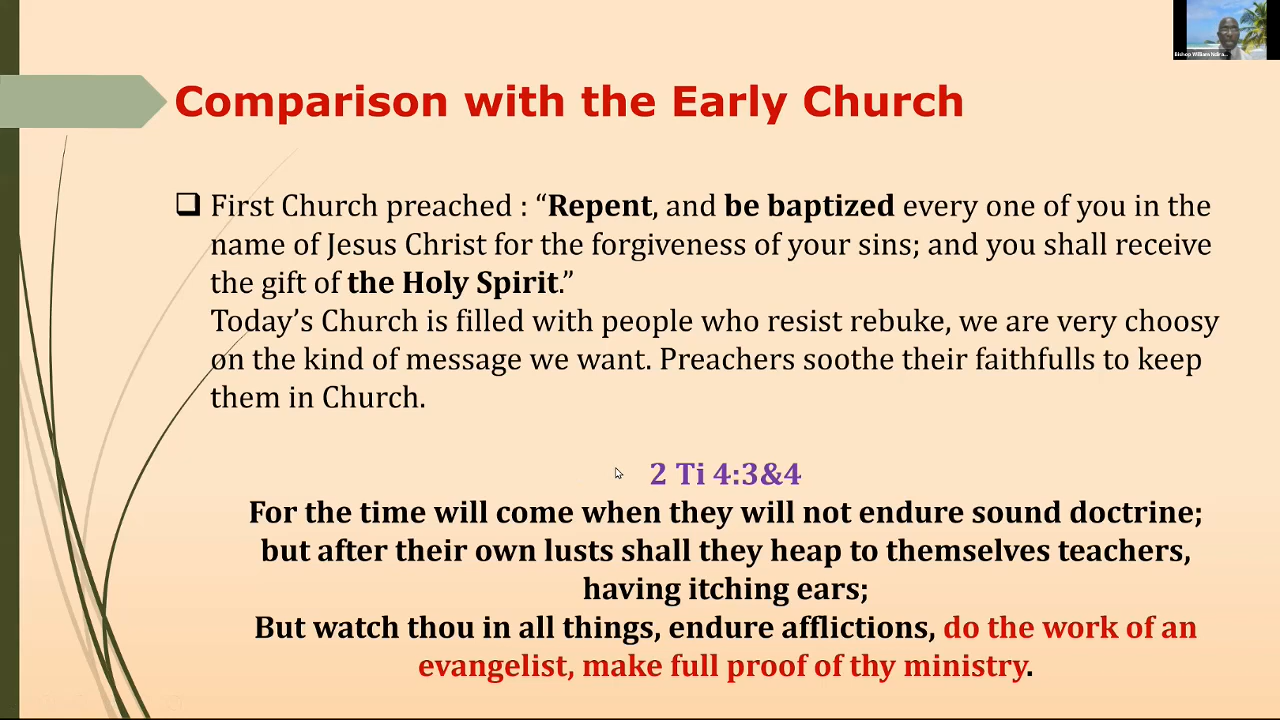 Bishop William Ndira...
Comparison with the Early Church
❑ First Church preached : “Repent, and be baptized every one of you in the
name of Jesus Christ for the forgiveness of your sins; and you shall receive
the gift of the Holy Spirit.”
Today’s Church is filled with people who resist rebuke, we are very choosy
on the kind of message we want. Preachers soothe their faithfulls to keep
them in Church.
2 Ti 4:3&4
For the time will come when they will not endure sound doctrine;
but after their own lusts shall they heap to themselves teachers,
having itching ears;
But watch thou in all things, endure afflictions, do the work of an
evangelist, make full proof of thy ministry.